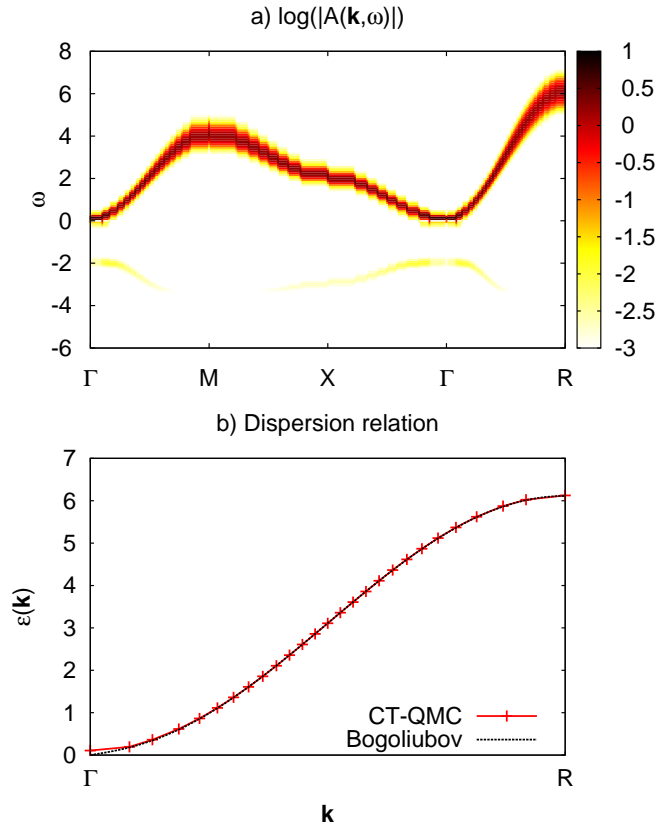 a) log(|A(k,ω)|)
6
4
2
0
-2
-4
-6
ω
Γ
M
X
Γ
R
1
0.5
0
-0.5
-1
-1.5
-2
-2.5
-3
b) Dispersion relation
7
6
5
4
3
2
1
0
ε(k)
CT-QMC
Bogoliubov
Γ
R
k